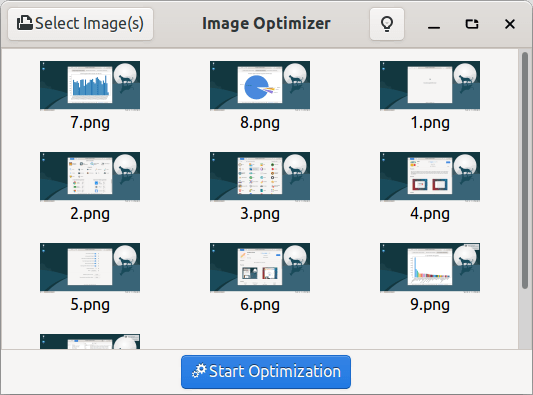 Select Image(s)
Image Optimizer
7.png
8.png
1.png
2.png
3.png
4.png
5.png
6.png
9.png
Start Optimization